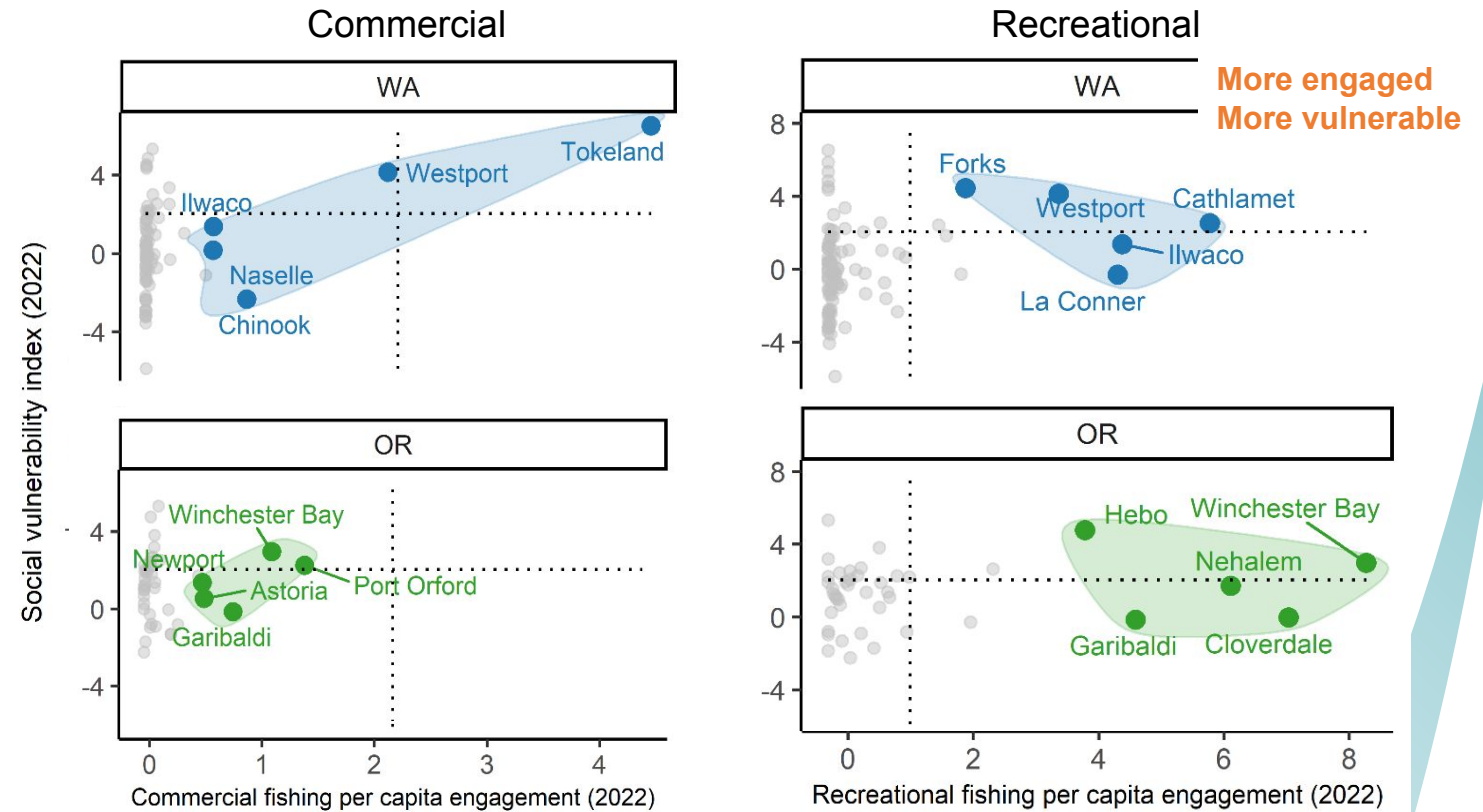 Commercial
Recreational
WA
WA
More engaged
More vulnerable
Social vulnerability index (2022)
4
0
-4
Ilwaco
Westport
Tokeland
Naselle
Chinook
8
4
0
-4
Forks
Westport
Cathlamet
Ilwaco
La Conner
OR
OR
4
0
-4
Winchester Bay
Newport
Astoria
Port Orford
Garibaldi
0 1 2 3 4
Commercial fishing per capita engagement (2022)
8
4
0
-4
Hebo
Winchester Bay
Nehalem
Garibaldi
Cloverdale
0 2 4 6 8
Recreational fishing per capita engagement (2022)